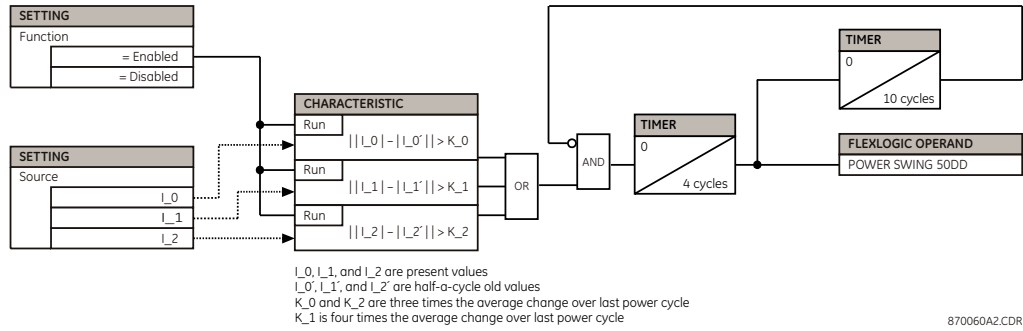 SETTING
Function
= Enabled
= Disabled
SETTING
Source
I_0
I_1
I_2
CHARACTERISTIC
Run
||I_0|–|I_0´||> K_0
Run
||I_1|–|I_1´||> K_1
Run
||I_2|–|I_2´||> K_2
OR
AND
TIMER
0
4 cycles
TIMER
0
10 cycles
FLEXLOGIC OPERAND
POWER SWING 50DD
I_0, I_1, and I_2 are present values
I_0´, I_1´, and I_2´ are half-a-cycle old values
K_0 and K_2 are three times the average change over last power cycle
K_1 is four times the average change over last power cycle
870060A2.CDR